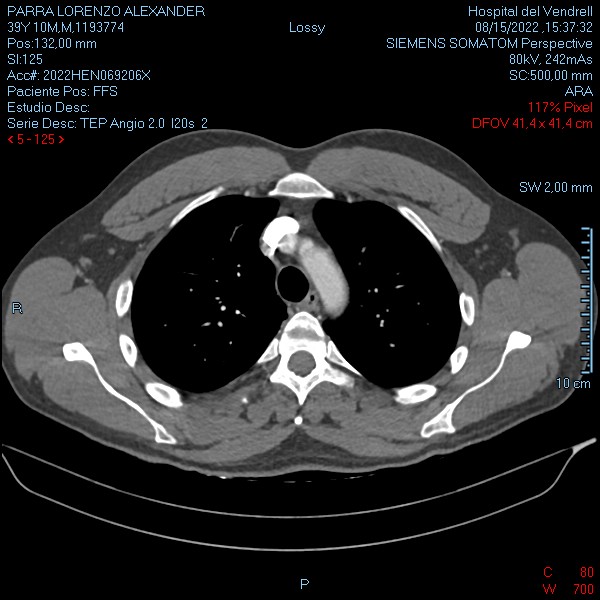 PARRA LORENZO ALEXANDER
39Y 10M,M,1193774
Pos:132,00 mm
SI:125
Acc#: 2022HEN069206X
Paciente Pos: FFS
Estudio Desc:
Serie Desc: TEP Angio 2.0 I20s 2
< 5 - 125 >
Lossy
Hospital del Vendrell
08/15/2022 ,15:37:32
SIEMENS SOMATOM Perspective
80kV, 242mAs
SC:500,00 mm
ARA
117% Pixel
DFOV 41,4 x 41,4 cm
SW 2,00 mm
R
10 cm
P
C 80
W 700